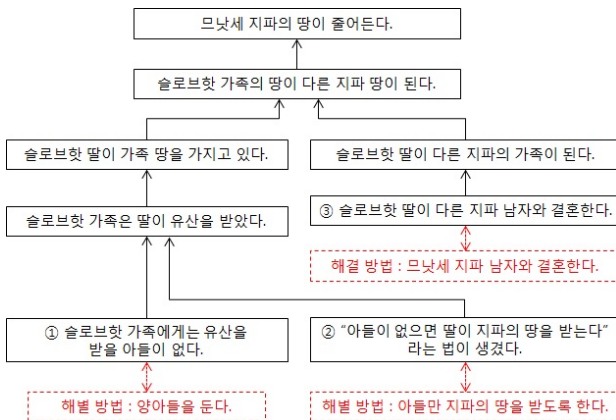 므낫세 지파의 땅이 줄어든다.
슬로브핫 가족의 땅이 다른 지파 땅이 된다.
슬로브핫 딸이 가족 땅을 가지고 있다.
슬로브핫 딸이 다른 지파의 가족이 된다.
슬로브핫 가족은 딸이 유산을 받았다.
③ 슬로브핫 딸이 다른 지파 남자와 결혼한다.
해결 방법 : 므낫세 지파 남자와 결혼한다.
① 슬로브핫 가족에게는 유산을
받을 아들이 없다.
② “아들이 없으면 딸이 지파의 땅을 받는다”
라는 법이 생겼다.
해별 방법 : 양아들을 둔다.
해별 방법 : 아들만 지파의 땅을 받도록 한다.